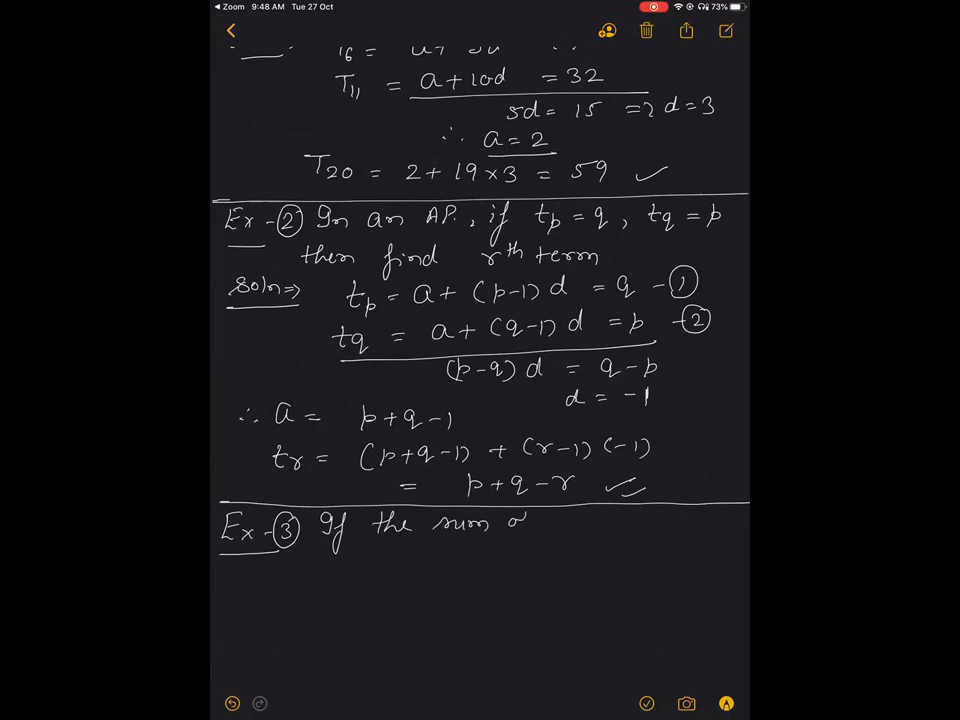 Zoom 9:48 AM Tue 27 Oct 73%
T₁₁ = a + 10d = 32
5d = 15 => d = 3
∴ a = 2
T₂₀ = 2 + 19 × 3 = 59 ✓
Ex-② In an AP., if tp = q, tq = p
then find rth term
Soln => tp = a + (p-1) d = q -①
tq = a + (q-1) d = p -②
(p-q) d = q - p
d = -1
∴ a = p + q - 1
tr = (p+q-1) + (r-1) (-1)
= p + q - r ✓
Ex-③ If the sum o